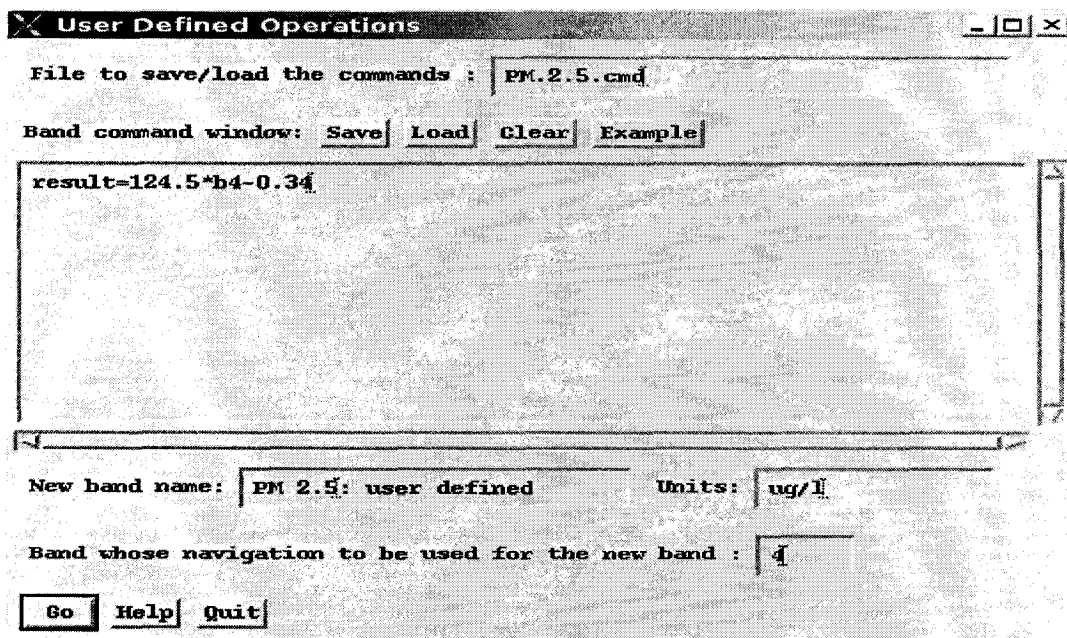 User Defined Operations
File to save/load the commands : PM.2.5.cmd
Band command window: Save Load Clear Example
result=124.5*b4-0.34
New band name: PM 2.5: user defined Units: ug/l
Band whose navigation to be used for the new band : 4
Go Help Quit